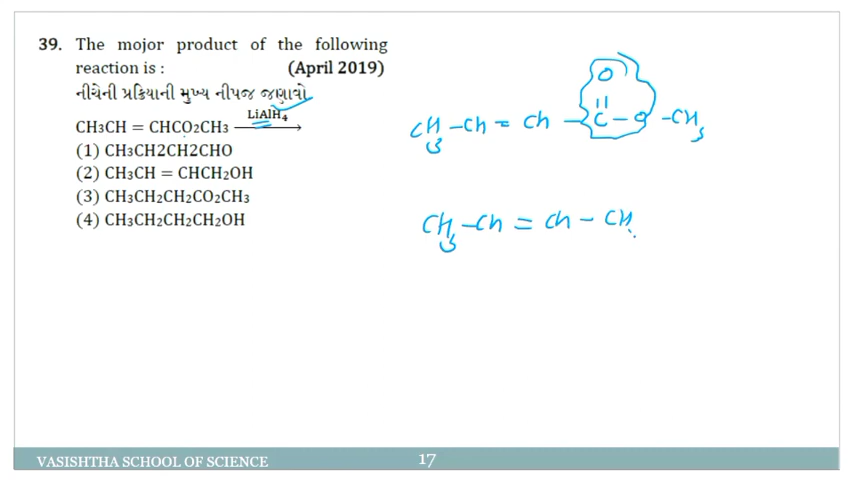 39. The mojor product of the following
reaction is : (April 2019)
નીચેની પ્રક્રિયાની મુખ્ય નીપજ જણાવો
CH3CH = CHCO2CH3 LiAlH4
(1) CH3CH2CH2CHO
(2) CH3CH = CHCH2OH
(3) CH3CH2CH2CO2CH3
(4) CH3CH2CH2CH2OH
O
||
CH3 - Ch = Ch - C - O - CH3
CH3 - Ch = Ch - CH
VASISHTHA SCHOOL OF SCIENCE 17